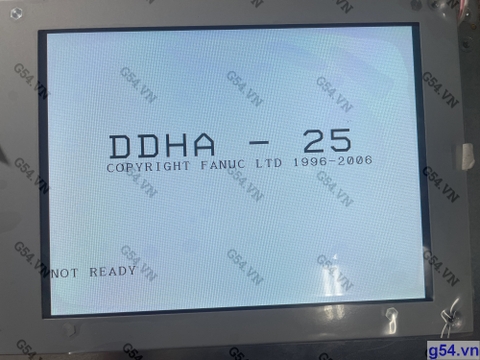 DDHA - 25
COPYRIGHT FANUC LTD 1996-2006
NOT READY
G54.VN
g54.vn